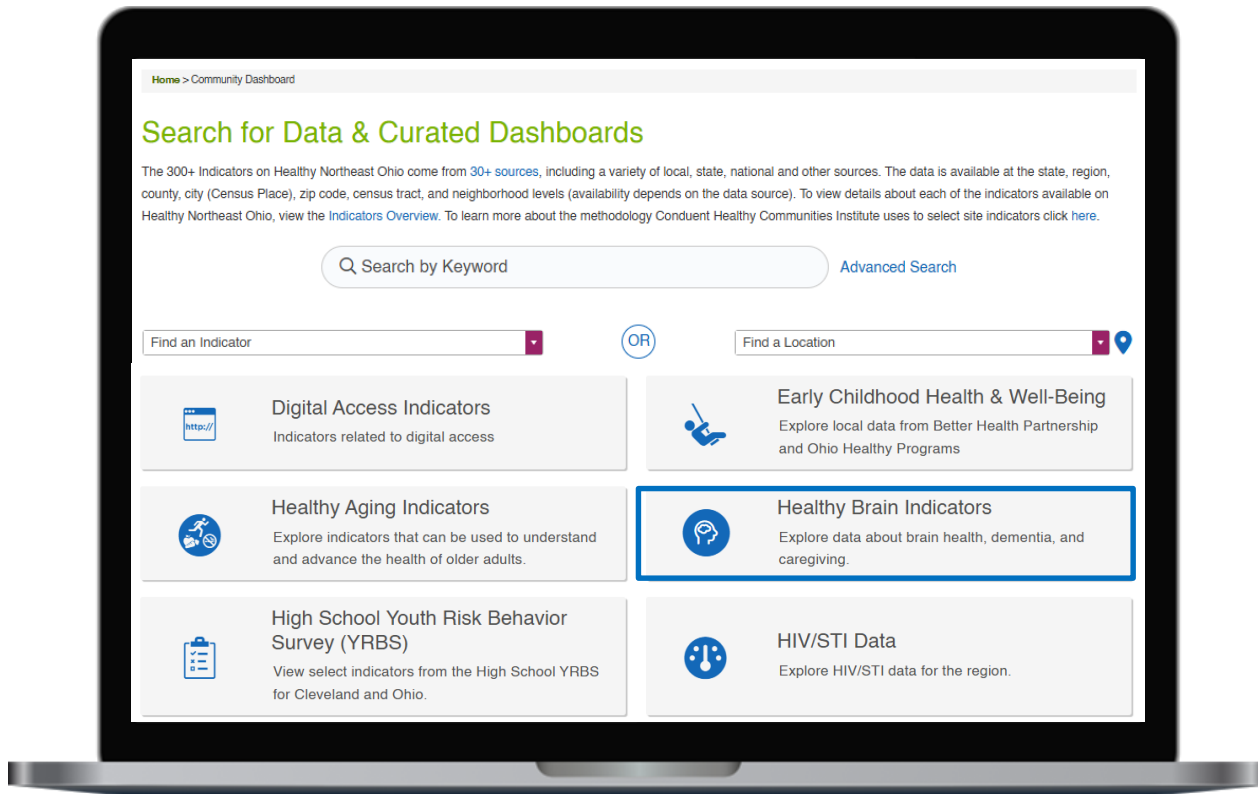 Home > Community Dashboard
Search for Data & Curated Dashboards
The 300+ Indicators on Healthy Northeast Ohio come from 30+ sources, including a variety of local, state, national and other sources. The data is available at the state, region,
county, city (Census Place), zip code, census tract, and neighborhood levels (availability depends on the data source). To view details about each of the indicators available on
Healthy Northeast Ohio, view the Indicators Overview. To learn more about the methodology Conduent Healthy Communities Institute uses to select site indicators click here.
Search by Keyword
Advanced Search
Find an Indicator
OR
Find a Location
http://
Digital Access Indicators
Indicators related to digital access
Early Childhood Health & Well-Being
Explore local data from Better Health Partnership
and Ohio Healthy Programs
Healthy Aging Indicators
Explore indicators that can be used to understand
and advance the health of older adults.
Healthy Brain Indicators
Explore data about brain health, dementia, and
caregiving.
High School Youth Risk Behavior
Survey (YRBS)
View select indicators from the High School YRBS
for Cleveland and Ohio.
HIV/STI Data
Explore HIV/STI data for the region.